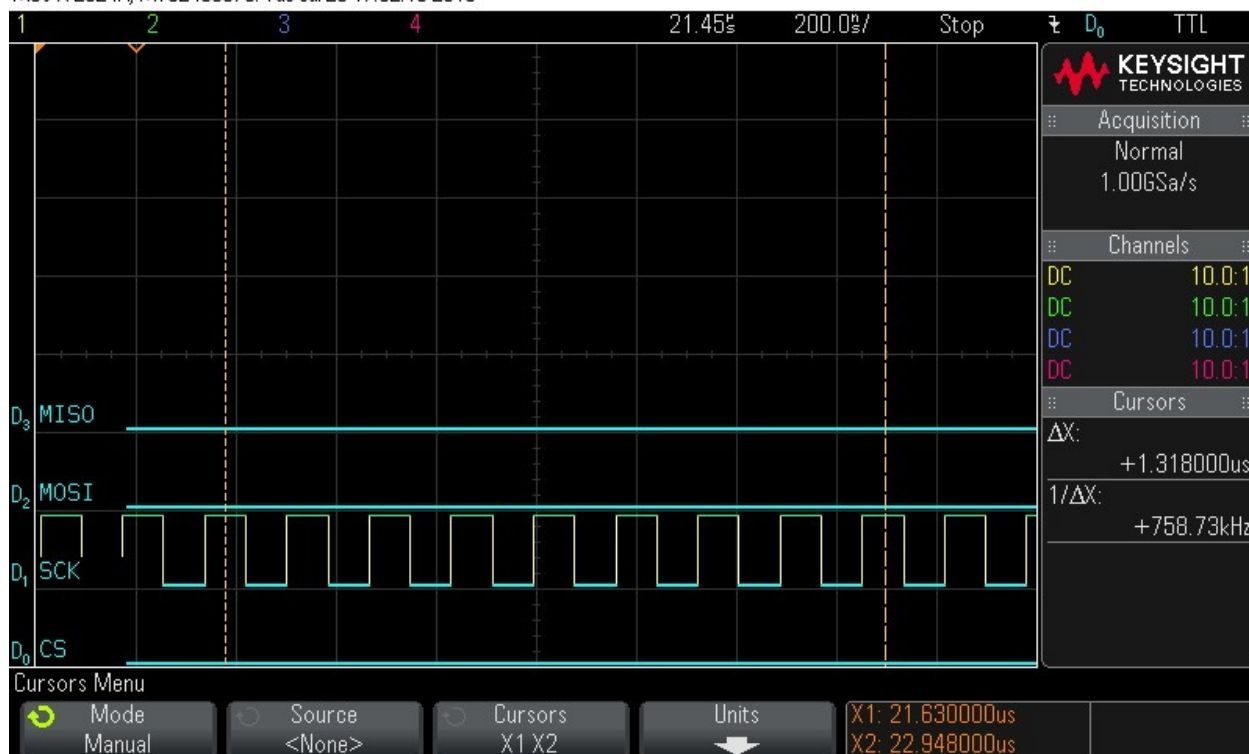 1 2 3 4 21.45µs 200.0ns/ Stop D₀ TTL
KEYSIGHT
TECHNOLOGIES
Acquisition
Normal
1.00GSa/s
Channels
DC 10.0:1
DC 10.0:1
DC 10.0:1
DC 10.0:1
Cursors
ΔX:
+1.318000us
1/ΔX:
+758.73kHz
D₃ MISO
D₂ MOSI
D₁ SCK
D₀ CS
Cursors Menu
Mode
Manual
Source
<None>
Cursors
X1 X2
Units
X1: 21.630000us
X2: 22.948000us